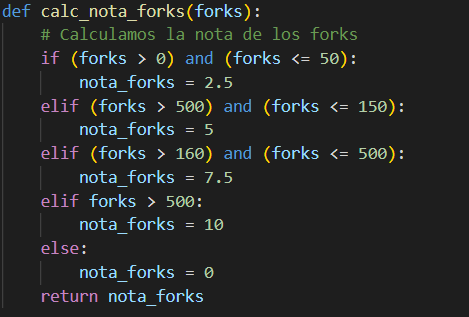 def calc_nota_forks(forks):
    # Calculamos la nota de los forks
    if (forks > 0) and (forks <= 50):
        nota_forks = 2.5
    elif (forks > 500) and (forks <= 150):
        nota_forks = 5
    elif (forks > 160) and (forks <= 500):
        nota_forks = 7.5
    elif forks > 500:
        nota_forks = 10
    else:
        nota_forks = 0
    return nota_forks